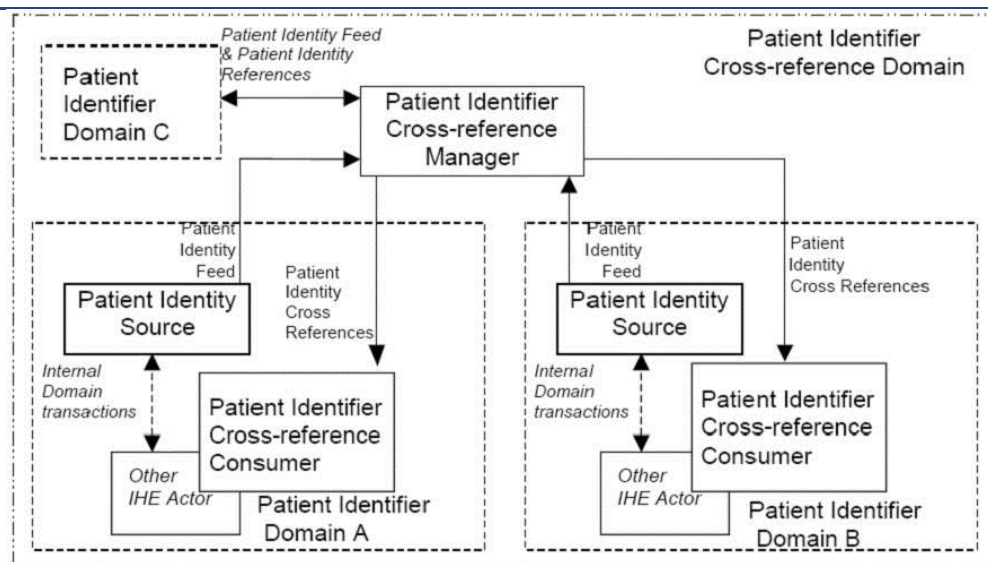 Patient Identity Feed
& Patient Identity
References
Patient Identifier
Cross-reference Domain
Patient
Identifier
Domain C
Patient Identifier
Cross-reference
Manager
Patient
Identity
Feed
Patient
Identity
Cross
References
Patient Identity
Source
Internal
Domain
transactions
Patient Identifier
Cross-reference
Consumer
Other
IHE Actor
Patient Identifier
Domain A
Patient
Identity
Feed
Patient
Identity
Cross References
Patient Identity
Source
Internal
Domain
transactions
Patient Identifier
Cross-reference
Consumer
Other
IHE Actor
Patient Identifier
Domain B